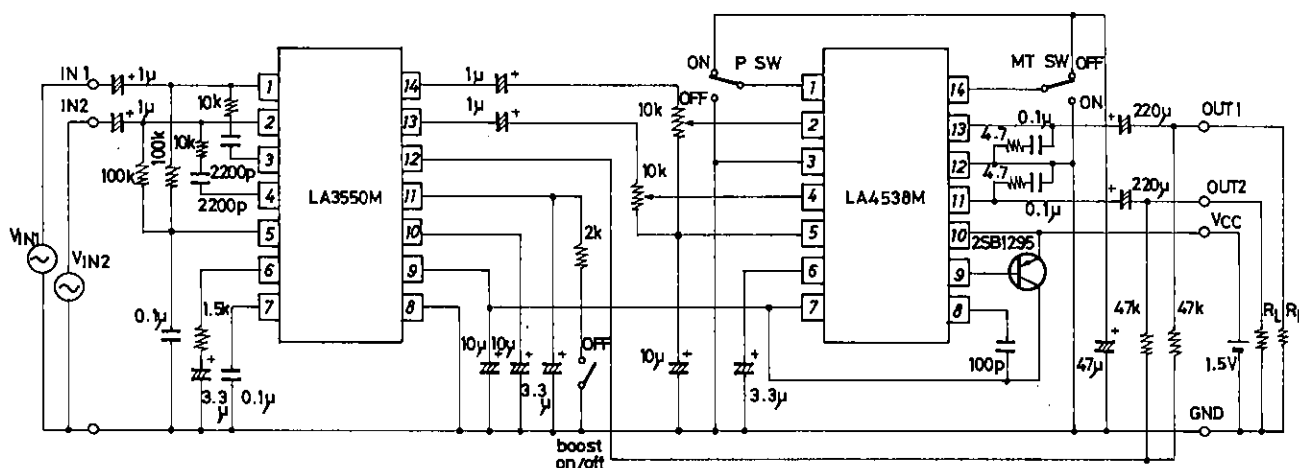 IN 1
+ 1μ
IN2
+ 1μ
10k
10k
100k
100k
2200p
2200p
VIN1
VIN2
0.1μ
1.5k
+
3.3
μ
0.1μ
LA3550M
1
2
3
4
5
6
7
14
13
12
11
10
9
8
1μ +
1μ +
10k
10k
2k
OFF
10μ +
10μ +
+
3.3μ
boost
on/off
10μ +
+
3.3μ
ON
P SW
OFF
LA4538M
1
2
3
4
5
6
7
14
13
12
11
10
9
8
MT SW
OFF
ON
0.1μ
4.7
4.7
0.1μ
+ 220μ
+ 220μ
OUT1
OUT2
VCC
2SB1295
100p
+
47μ
47k
47k
1.5V
RL
GND